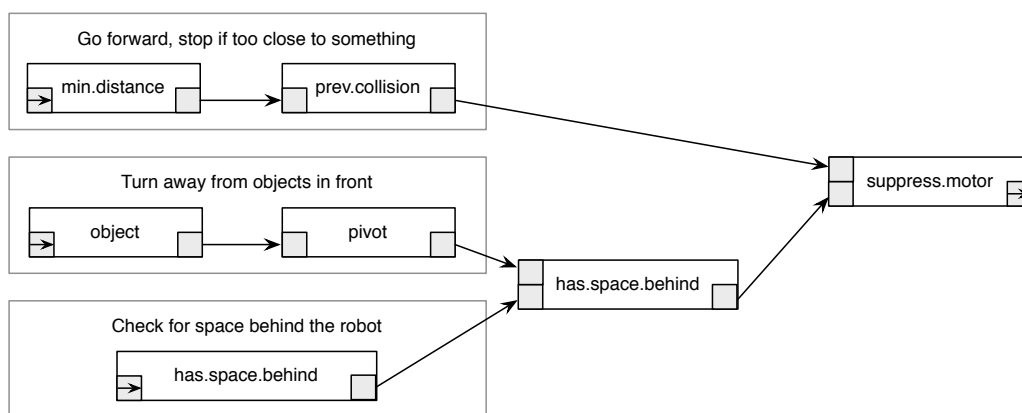 Go forward, stop if too close to something
min.distance
prev.collision
suppress.motor
Turn away from objects in front
object
pivot
has.space.behind
Check for space behind the robot
has.space.behind